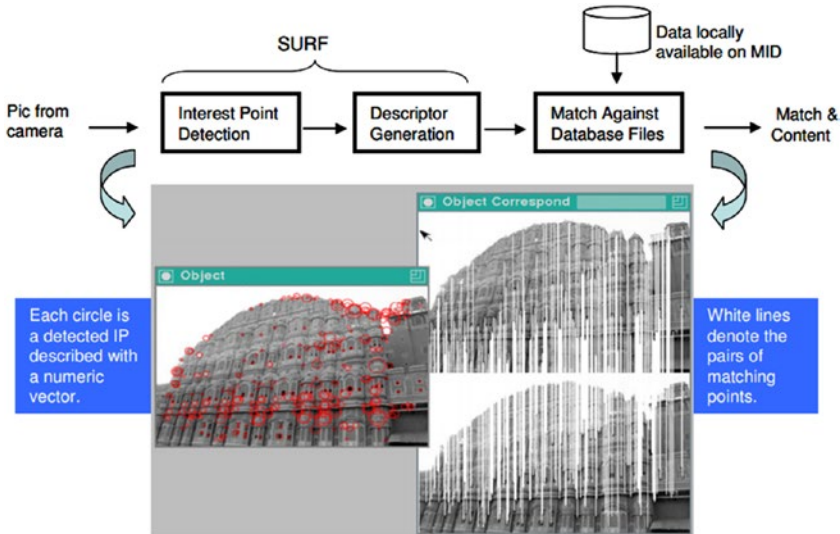 SURF
Data locally
available on MID
Pic from
camera
Interest Point
Detection
Descriptor
Generation
Match Against
Database Files
Match &
Content
Object Correspond
Object
Each circle is
a detected IP
described with
a numeric
vector.
White lines
denote the
pairs of
matching
points.